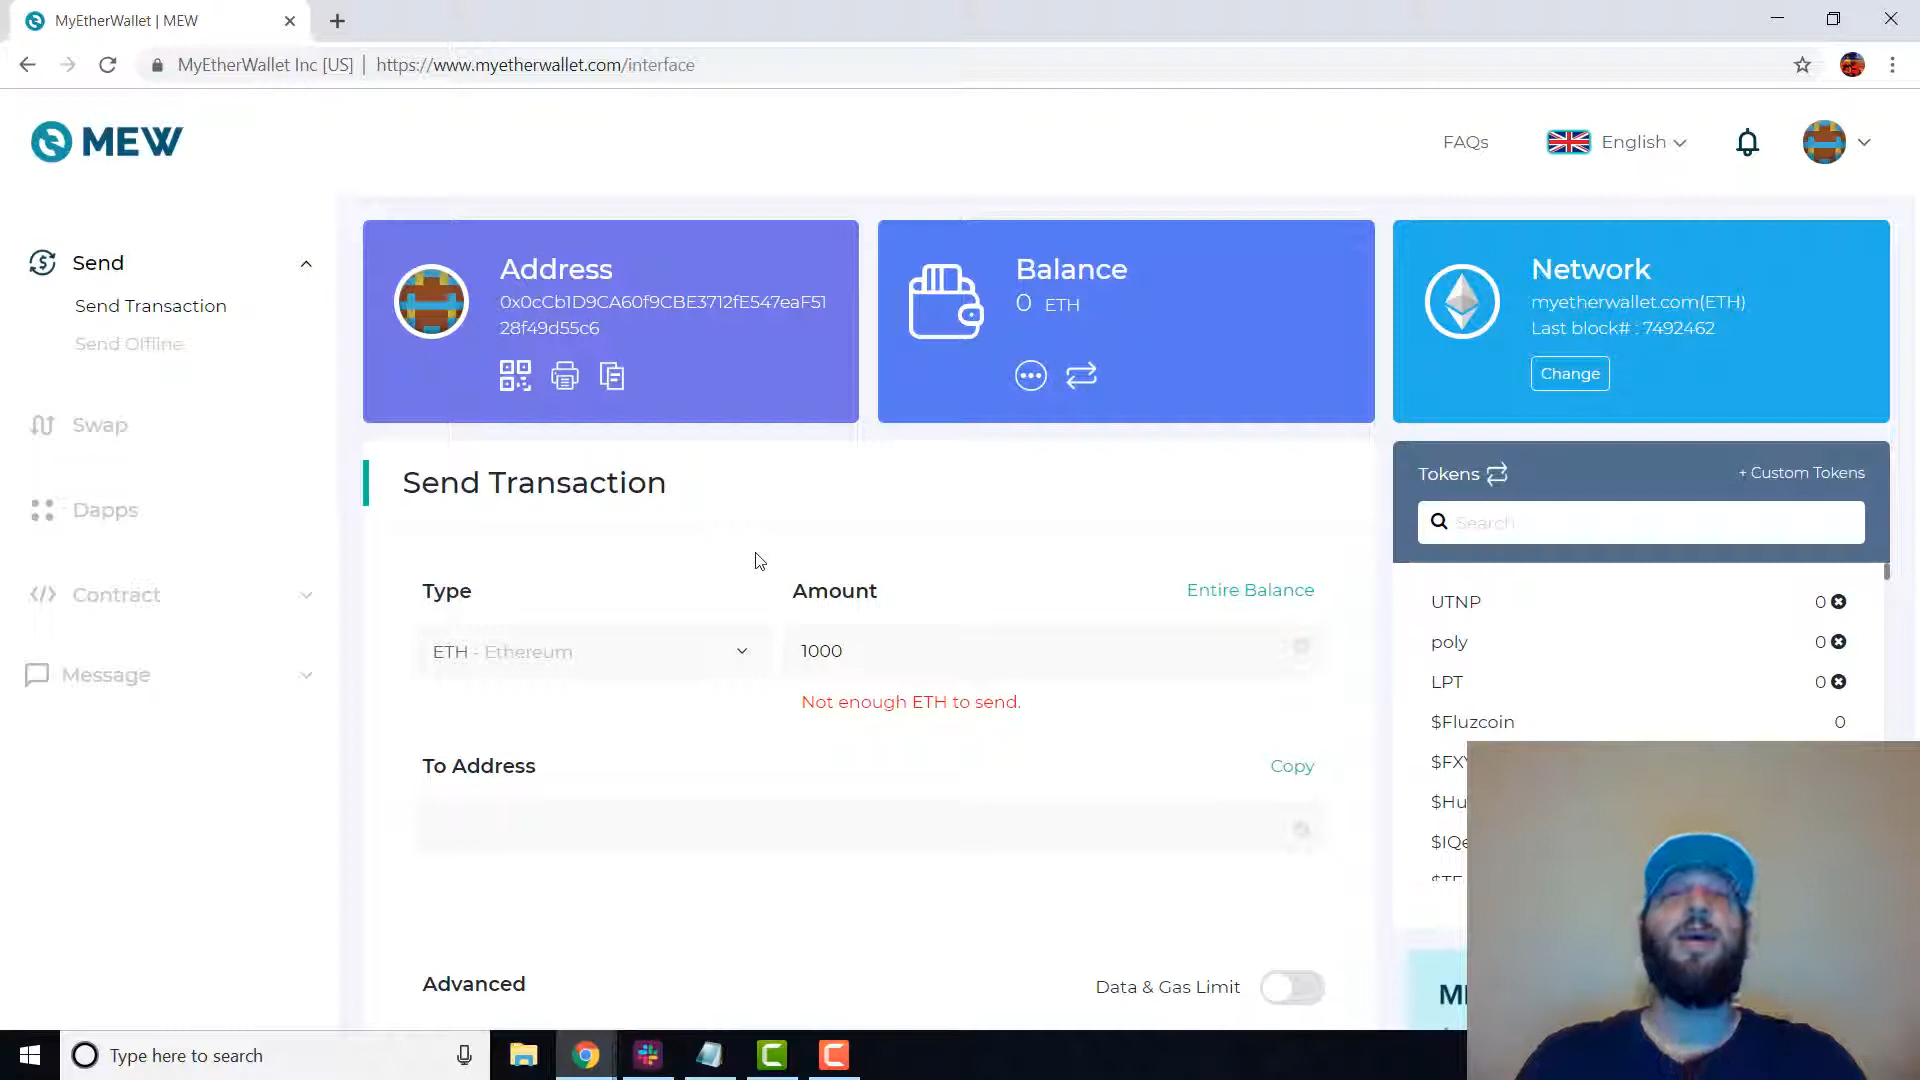 MyEtherWallet | MEW
MyEtherWallet Inc [US] | https://www.myetherwallet.com/interface
MEW
FAQs
English
Send
Send Transaction
Send Offline
Swap
Dapps
Contract
Message
Address
0x0cCb1D9CA60f9CBE3712fE547eaF51
28f49d55c6
Balance
0 ETH
Network
myetherwallet.com(ETH)
Last block# : 7492462
Change
Send Transaction
Type
Amount
Entire Balance
ETH - Ethereum
1000
Not enough ETH to send.
To Address
Copy
Advanced
Data & Gas Limit
Tokens
+ Custom Tokens
Search
UTNP 0
poly 0
LPT 0
$Fluzcoin 0
Type here to search